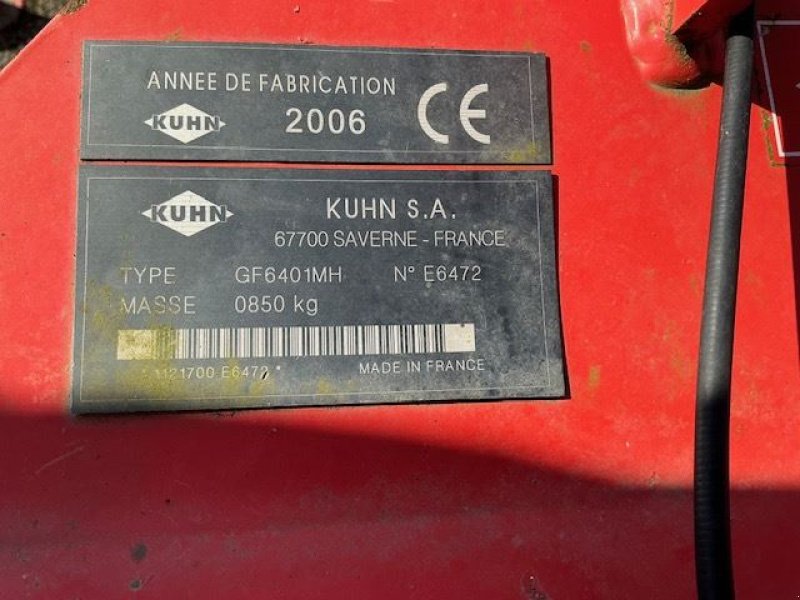 ANNEE DE FABRICATION
KUHN 2006 CE
KUHN KUHN S.A.
67700 SAVERNE - FRANCE
TYPE GF6401MH N° E6472
MASSE 0850 kg
E6472 * MADE IN FRANCE